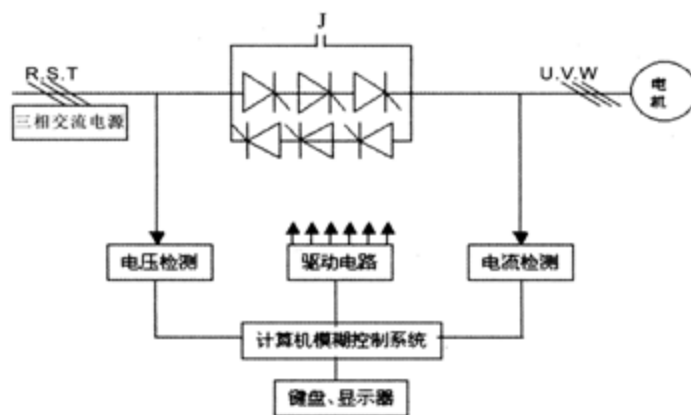 J
R.S.T
U.V.W
电机
三相交流电源
电压检测
驱动电路
电流检测
计算机模糊控制系统
键盘、显示器